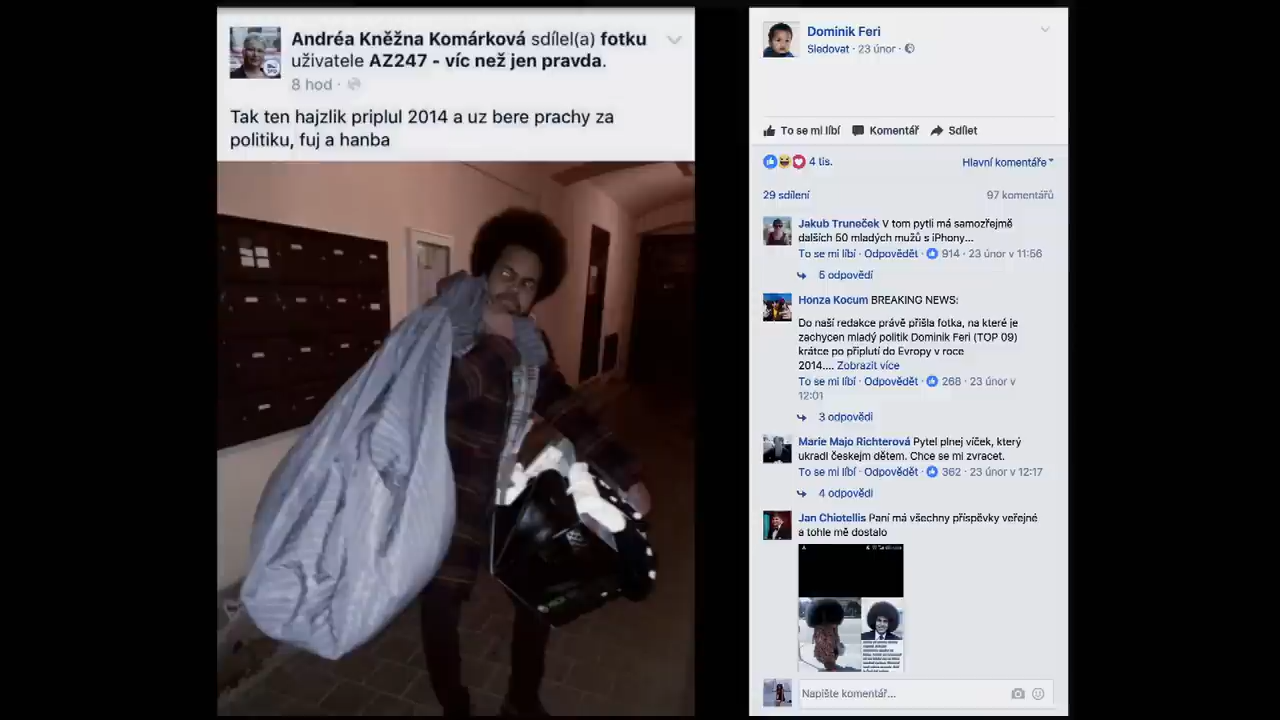 Andréa Kněžna Komárková sdílel(a) fotku
uživatele AZ247 - víc než jen pravda.
8 hod ·
Tak ten hajzlik priplul 2014 a uz bere prachy za
politiku, fuj a hanba
Dominik Feri
Sledovat · 23 únor ·
To se mi líbí Komentář Sdílet
4 tis. Hlavní komentáře
29 sdílení 97 komentářů
Jakub Truneček V tom pytli má samozřejmě
dalších 50 mladých mužů s iPhony...
To se mi líbí · Odpovědět · 914 · 23 únor v 11:56
5 odpovědí
Honza Kocum BREAKING NEWS:
Do naší redakce právě přišla fotka, na které je
zachycen mladý politik Dominik Feri (TOP 09)
krátce po připlutí do Evropy v roce
2014.... Zobrazit více
To se mi líbí · Odpovědět · 268 · 23 únor v
12:01
3 odpovědi
Marie Majo Richterová Pytel plnej víček, který
ukradl českejm dětem. Chce se mi zvracet.
To se mi líbí · Odpovědět · 362 · 23 únor v 12:17
4 odpovědi
Jan Chiotellis Paní má všechny příspěvky veřejné
a tohle mě dostalo
Napište komentář...